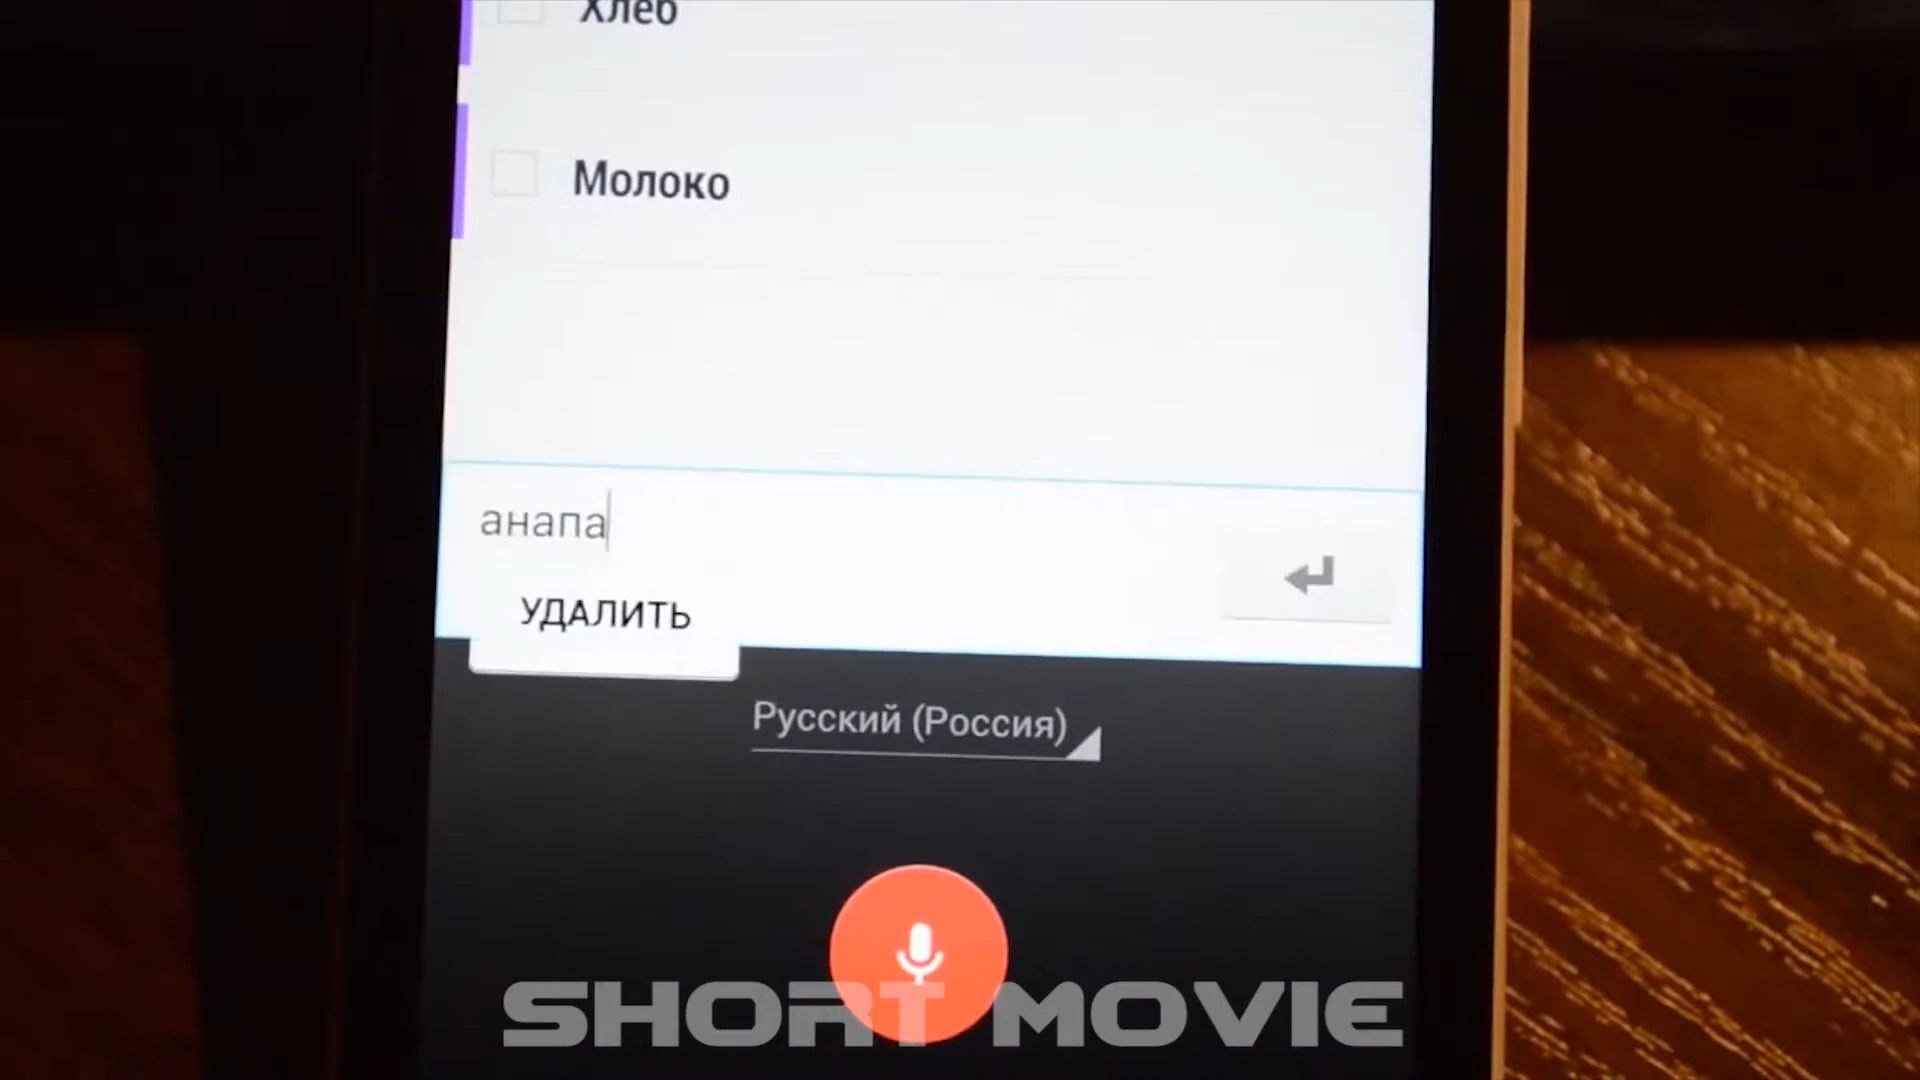 Хлеб
Молоко
анапа
УДАЛИТЬ
Русский (Россия)
SHORT MOVIE